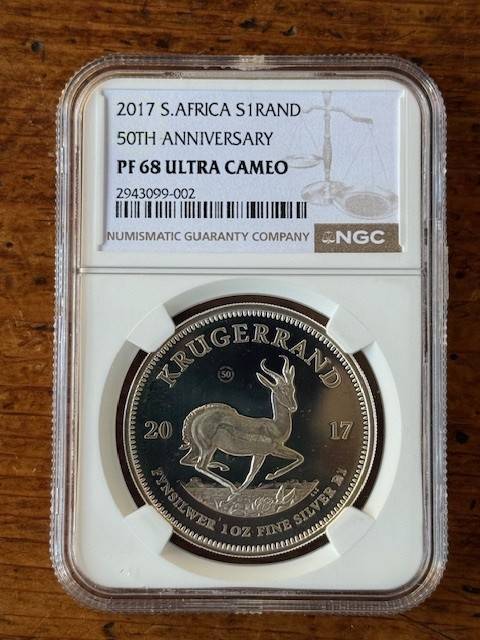 2017 S.AFRICA S1RAND
50TH ANNIVERSARY
PF 68 ULTRA CAMEO
2943099-002
NUMISMATIC GUARANTY COMPANY
NGC
KRUGERRAND
50
20 17
FYNSILWER 1 OZ FINE SILVER R1